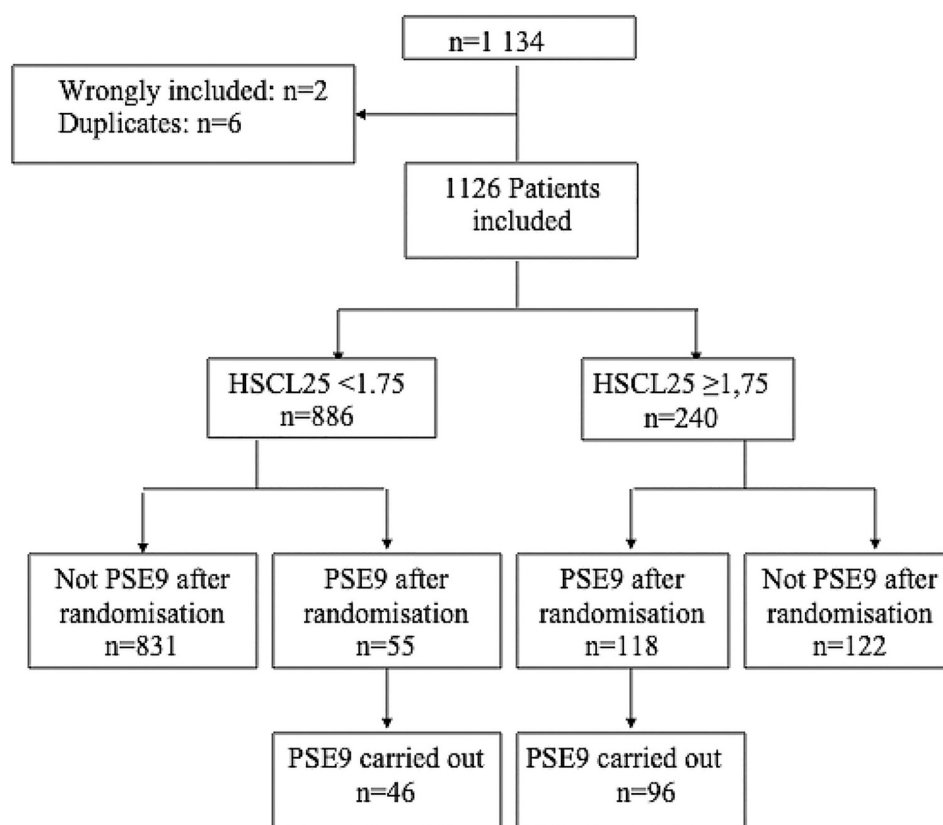 n=1 134
Wrongly included: n=2
Duplicates: n=6
1126 Patients
included
HSCL25 <1.75
n=886
HSCL25 ≥1,75
n=240
Not PSE9 after
randomisation
n=831
PSE9 after
randomisation
n=55
PSE9 after
randomisation
n=118
Not PSE9 after
randomisation
n=122
PSE9 carried out
n=46
PSE9 carried out
n=96